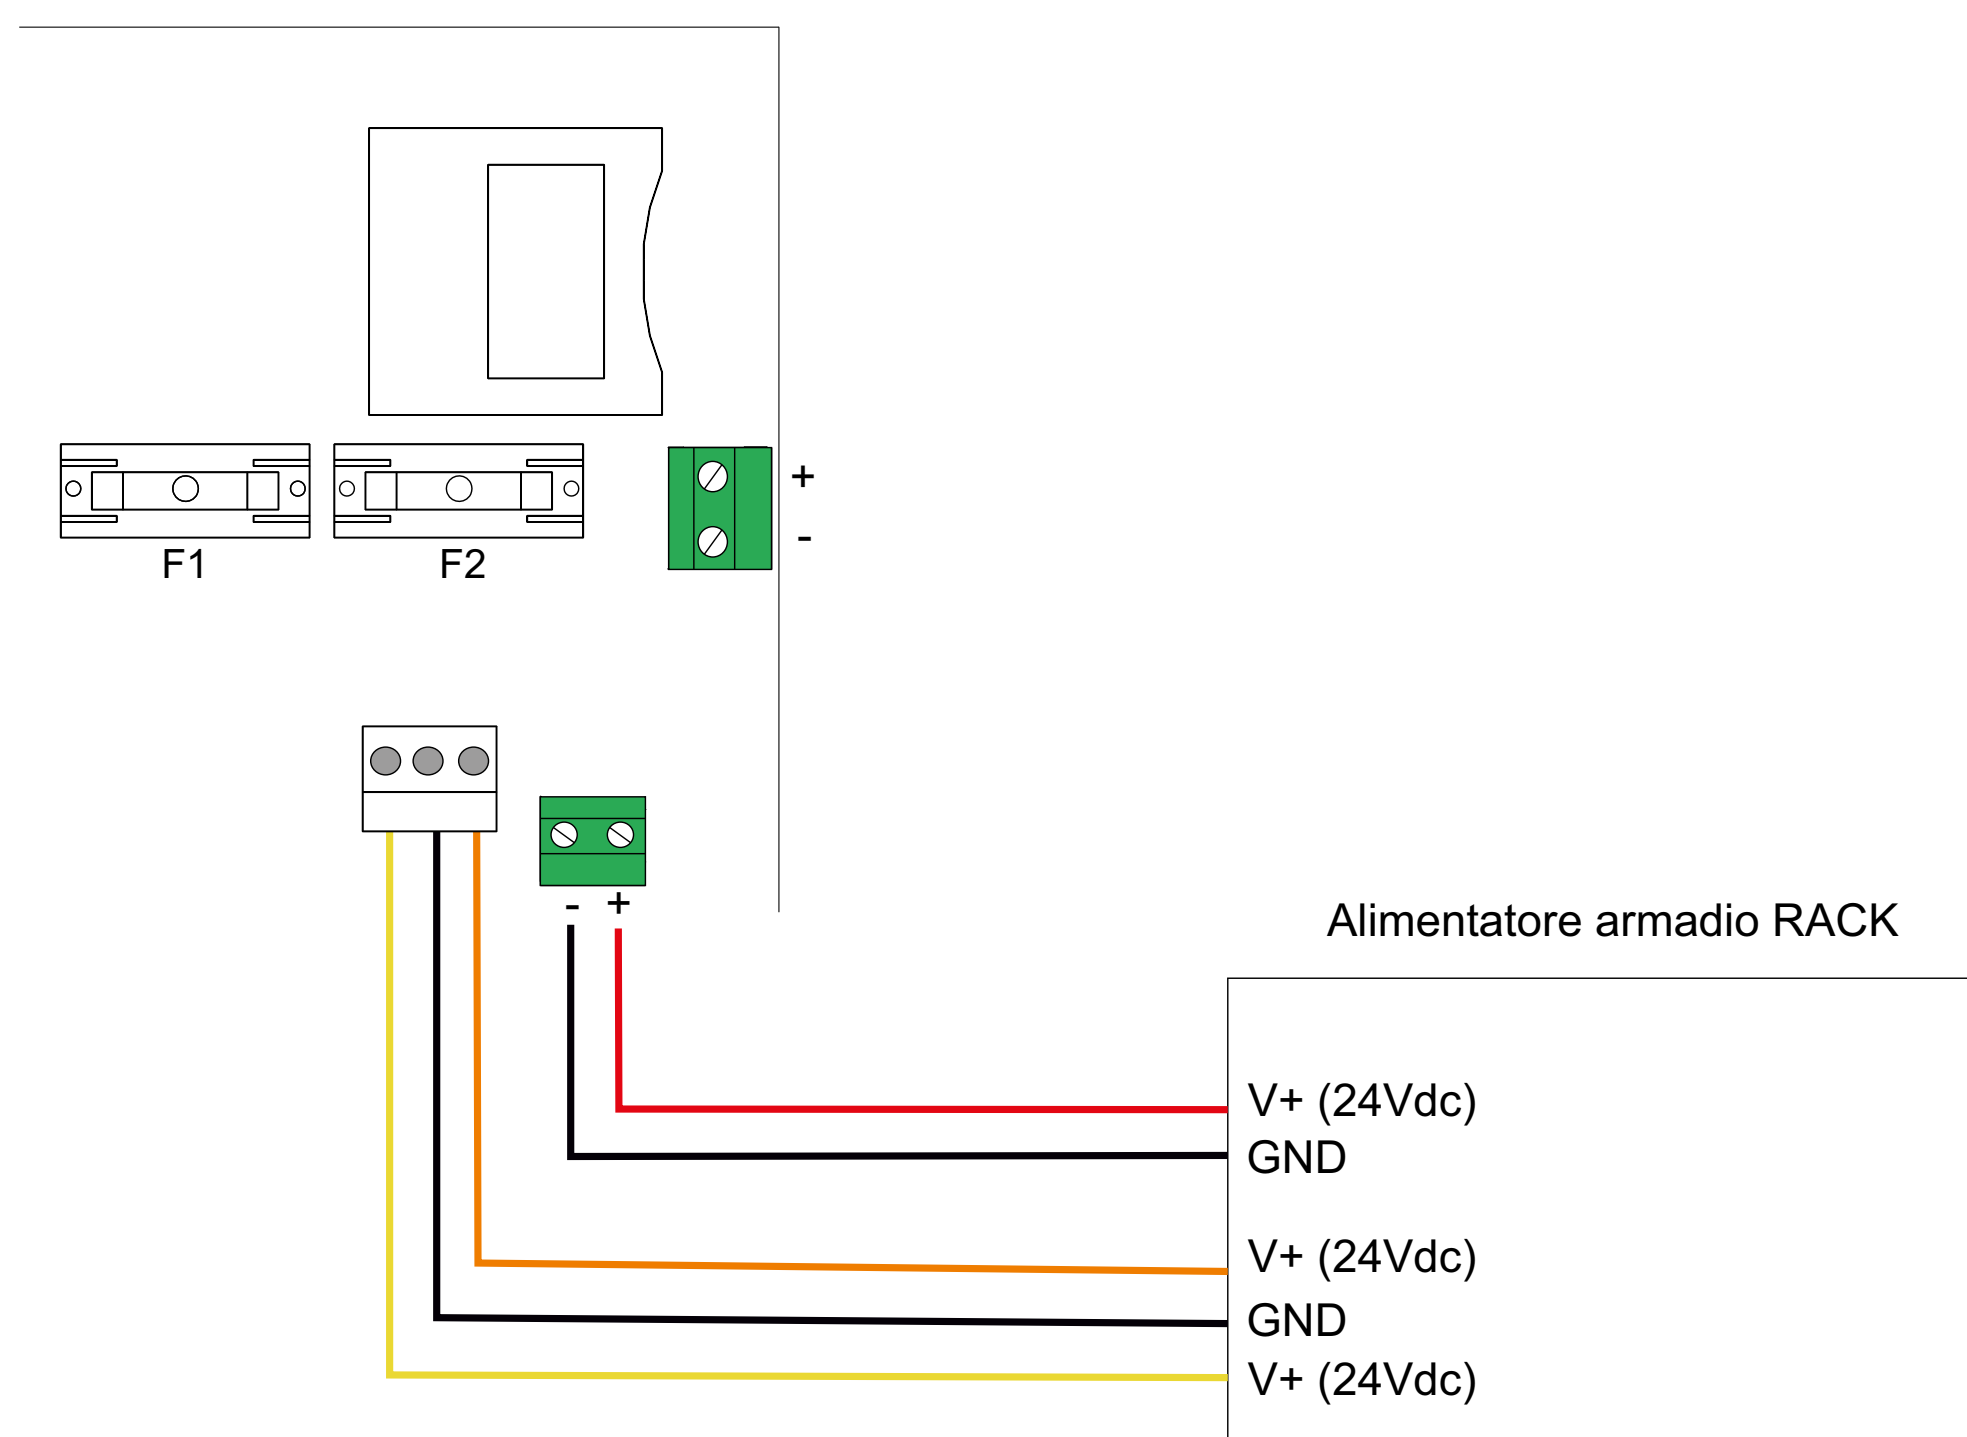 +
-
F1
F2
- +
Alimentatore armadio RACK
V+ (24Vdc)
GND
V+ (24Vdc)
GND
V+ (24Vdc)